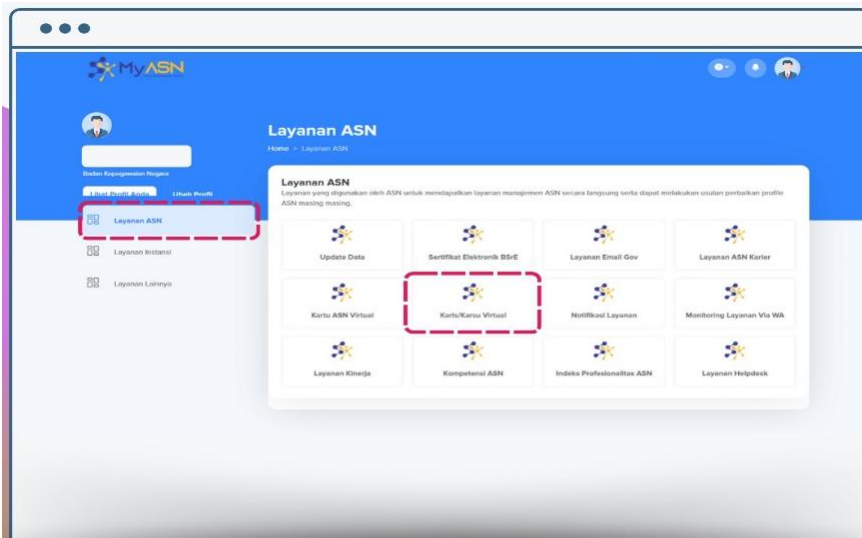 MyASN
Layanan ASN
Home > Layanan ASN
Badan Kepegawaian Negara
Lihat Profil Anda
Ubah Profil
Layanan ASN
Layanan Instansi
Layanan Lainnya
Layanan ASN
Layanan yang digunakan oleh ASN untuk mendapatkan layanan manajemen ASN secara langsung serta dapat melakukan usulan perbaikan profile
ASN masing masing.
Update Data
Sertifikat Elektronik BSrE
Layanan Email Gov
Layanan ASN Karier
Kartu ASN Virtual
Karis/Karsu Virtual
Notifikasi Layanan
Monitoring Layanan Via WA
Layanan Kinerja
Kompetensi ASN
Indeks Profesionalitas ASN
Layanan Helpdesk